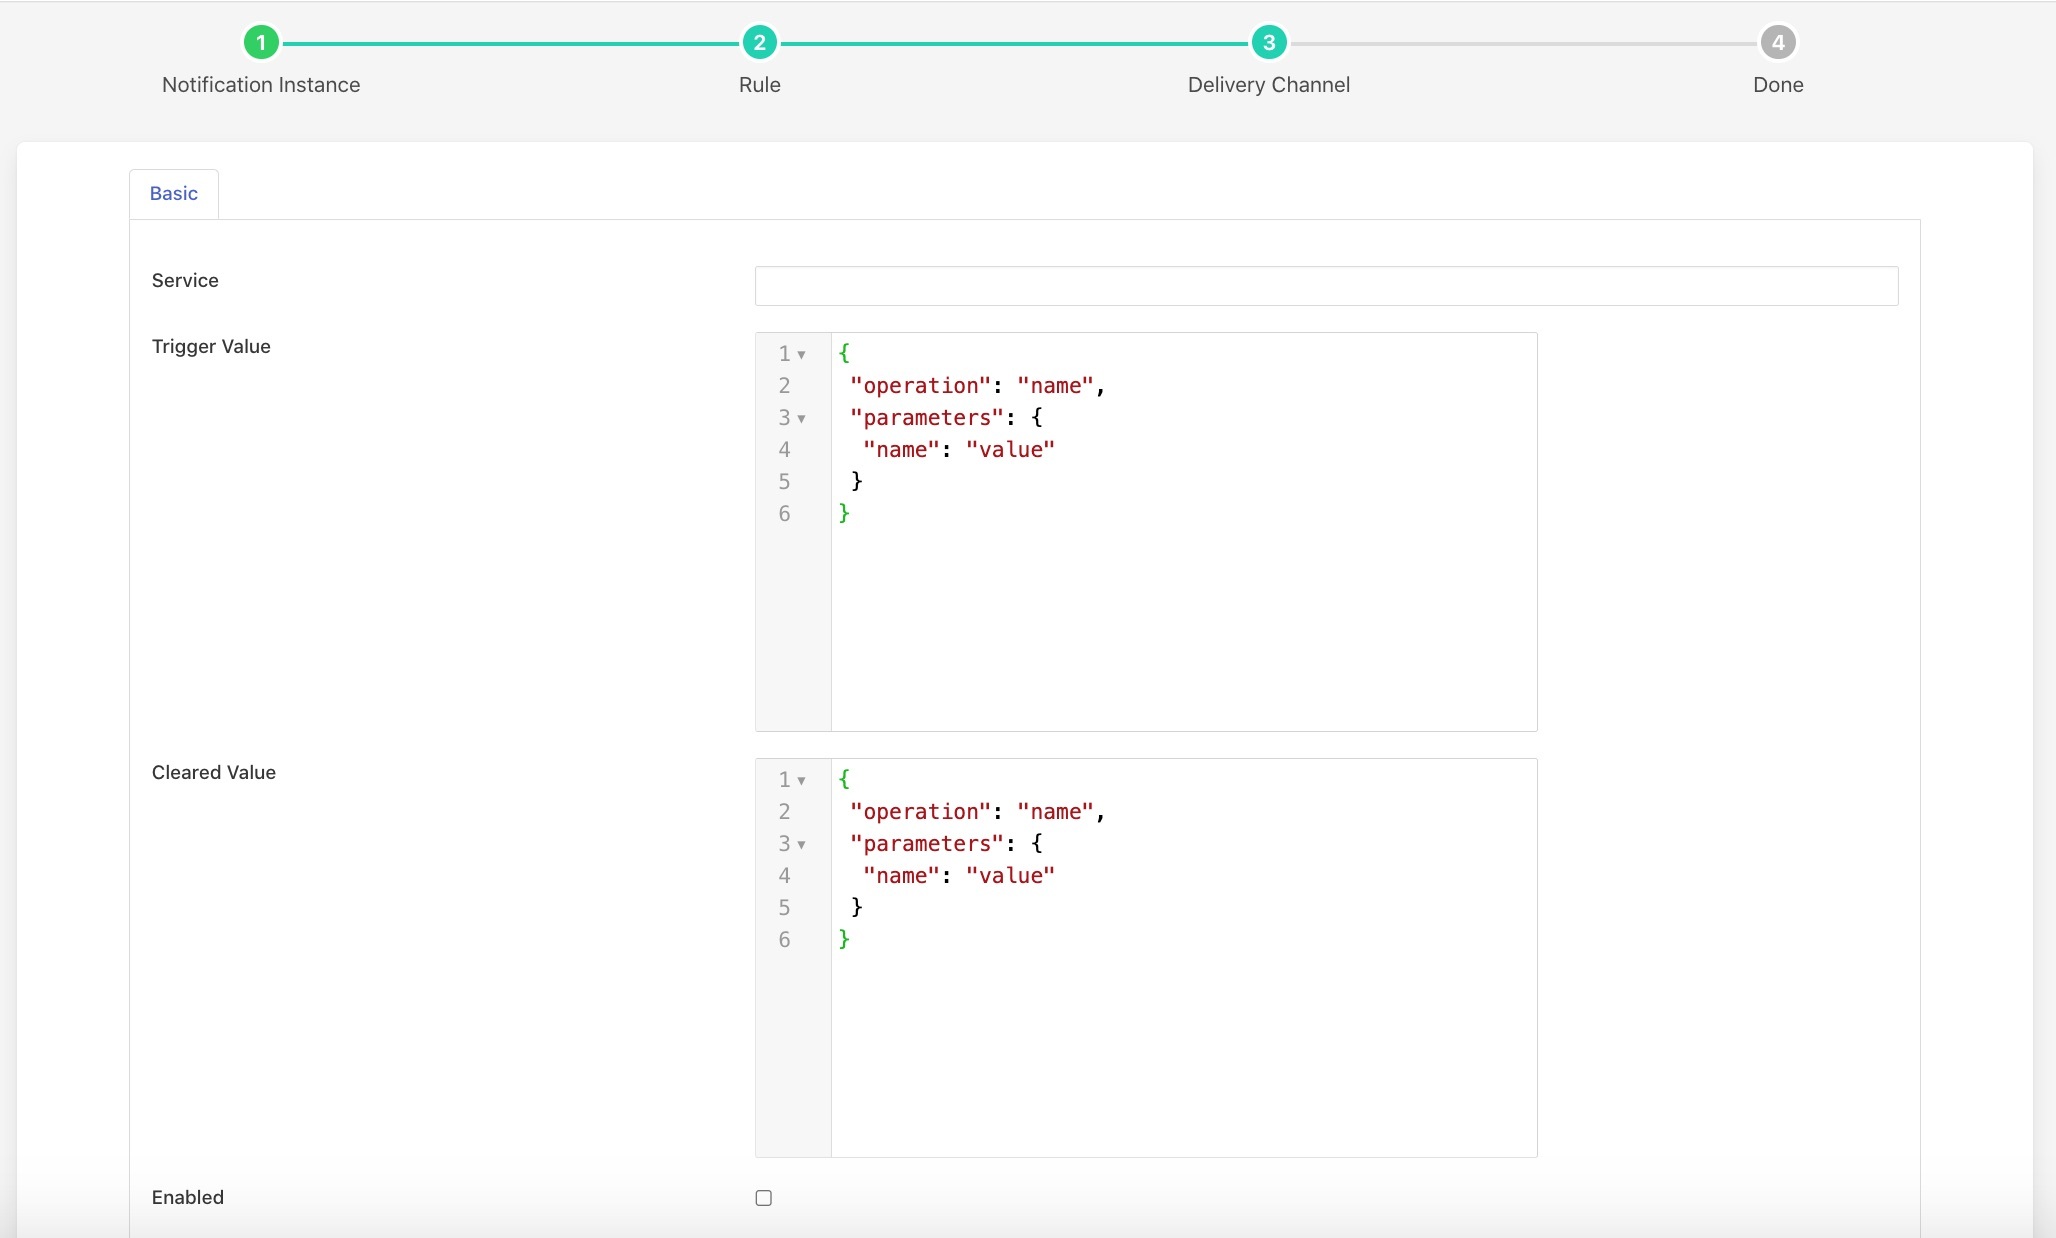 1 2 3 4
Notification Instance Rule Delivery Channel Done
Basic
Service
Trigger Value
1 {
2 "operation": "name",
3 "parameters": {
4 "name": "value"
5 }
6 }
Cleared Value
1 {
2 "operation": "name",
3 "parameters": {
4 "name": "value"
5 }
6 }
Enabled